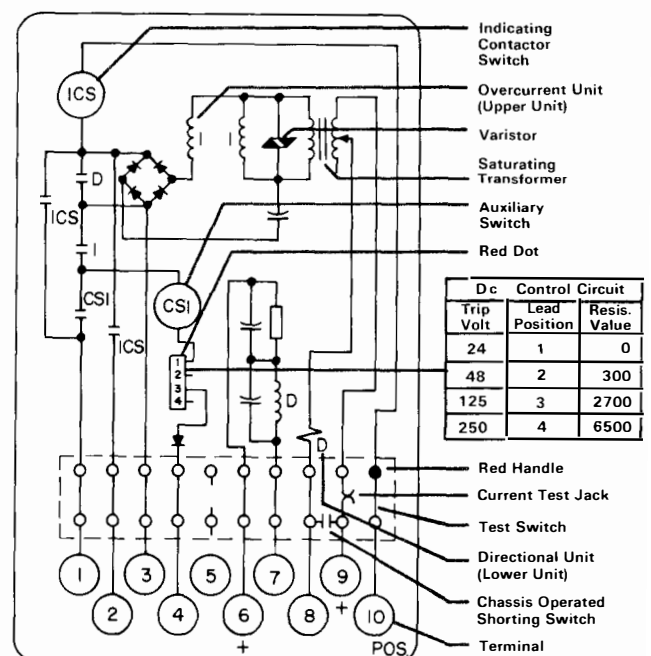 Indicating
Contactor
Switch
ICS
Overcurrent Unit
(Upper Unit)
I
I
Varistor
Saturating
Transformer
D
ICS
Auxiliary
Switch
I
Red Dot
CSI
CSI
ICS
1
2
3
4
D
Dc Control Circuit
Trip Volt Lead Position Resis. Value
24 1 0
48 2 300
125 3 2700
250 4 6500
D
Red Handle
Current Test Jack
Test Switch
Directional Unit
(Lower Unit)
Chassis Operated
Shorting Switch
Terminal
1 3 5 7 9
+
2 4 6 8 10
+ POS.